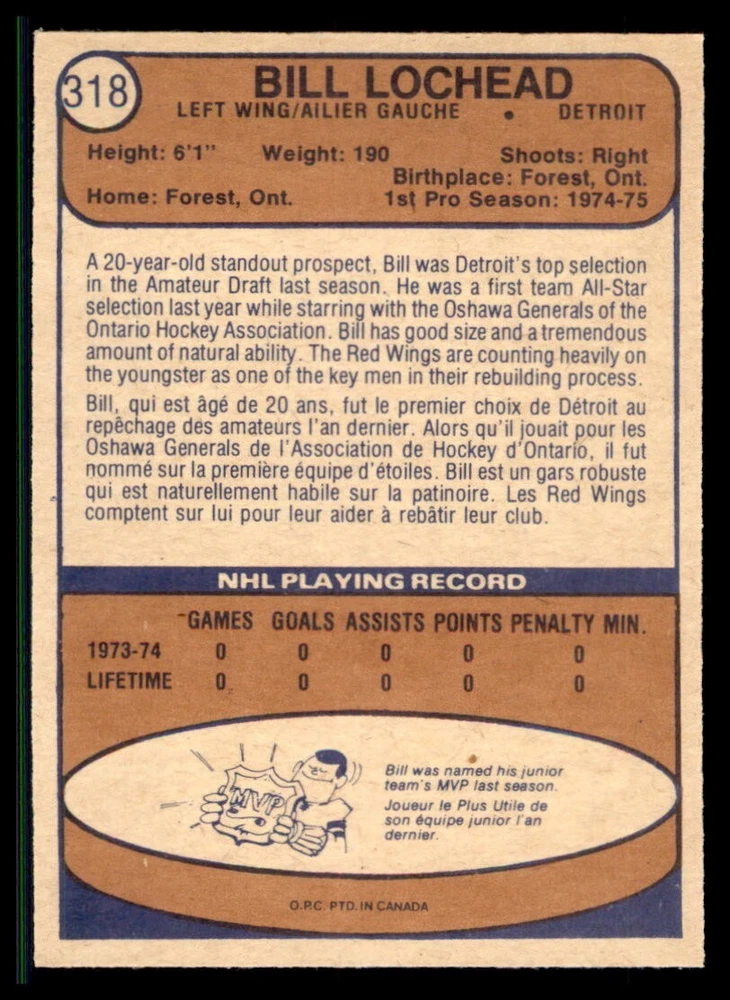 318
BILL LOCHEAD
LEFT WING/AILIER GAUCHE • DETROIT
Height: 6'1" Weight: 190 Shoots: Right
Birthplace: Forest, Ont.
Home: Forest, Ont. 1st Pro Season: 1974-75
A 20-year-old standout prospect, Bill was Detroit's top selection
in the Amateur Draft last season. He was a first team All-Star
selection last year while starring with the Oshawa Generals of the
Ontario Hockey Association. Bill has good size and a tremendous
amount of natural ability. The Red Wings are counting heavily on
the youngster as one of the key men in their rebuilding process.
Bill, qui est âgé de 20 ans, fut le premier choix de Détroit au
repêchage des amateurs l'an dernier. Alors qu'il jouait pour les
Oshawa Generals de l'Association de Hockey d'Ontario, il fut
nommé sur la première équipe d'étoiles. Bill est un gars robuste
qui est naturellement habile sur la patinoire. Les Red Wings
comptent sur lui pour leur aider à rebâtir leur club.
NHL PLAYING RECORD
GAMES GOALS ASSISTS POINTS PENALTY MIN.
1973-74 0 0 0 0 0
LIFETIME 0 0 0 0 0
MVP
Bill was named his junior
team's MVP last season.
Joueur le Plus Utile de
son équipe junior l'an
dernier.
O.P.C. PTD. IN CANADA